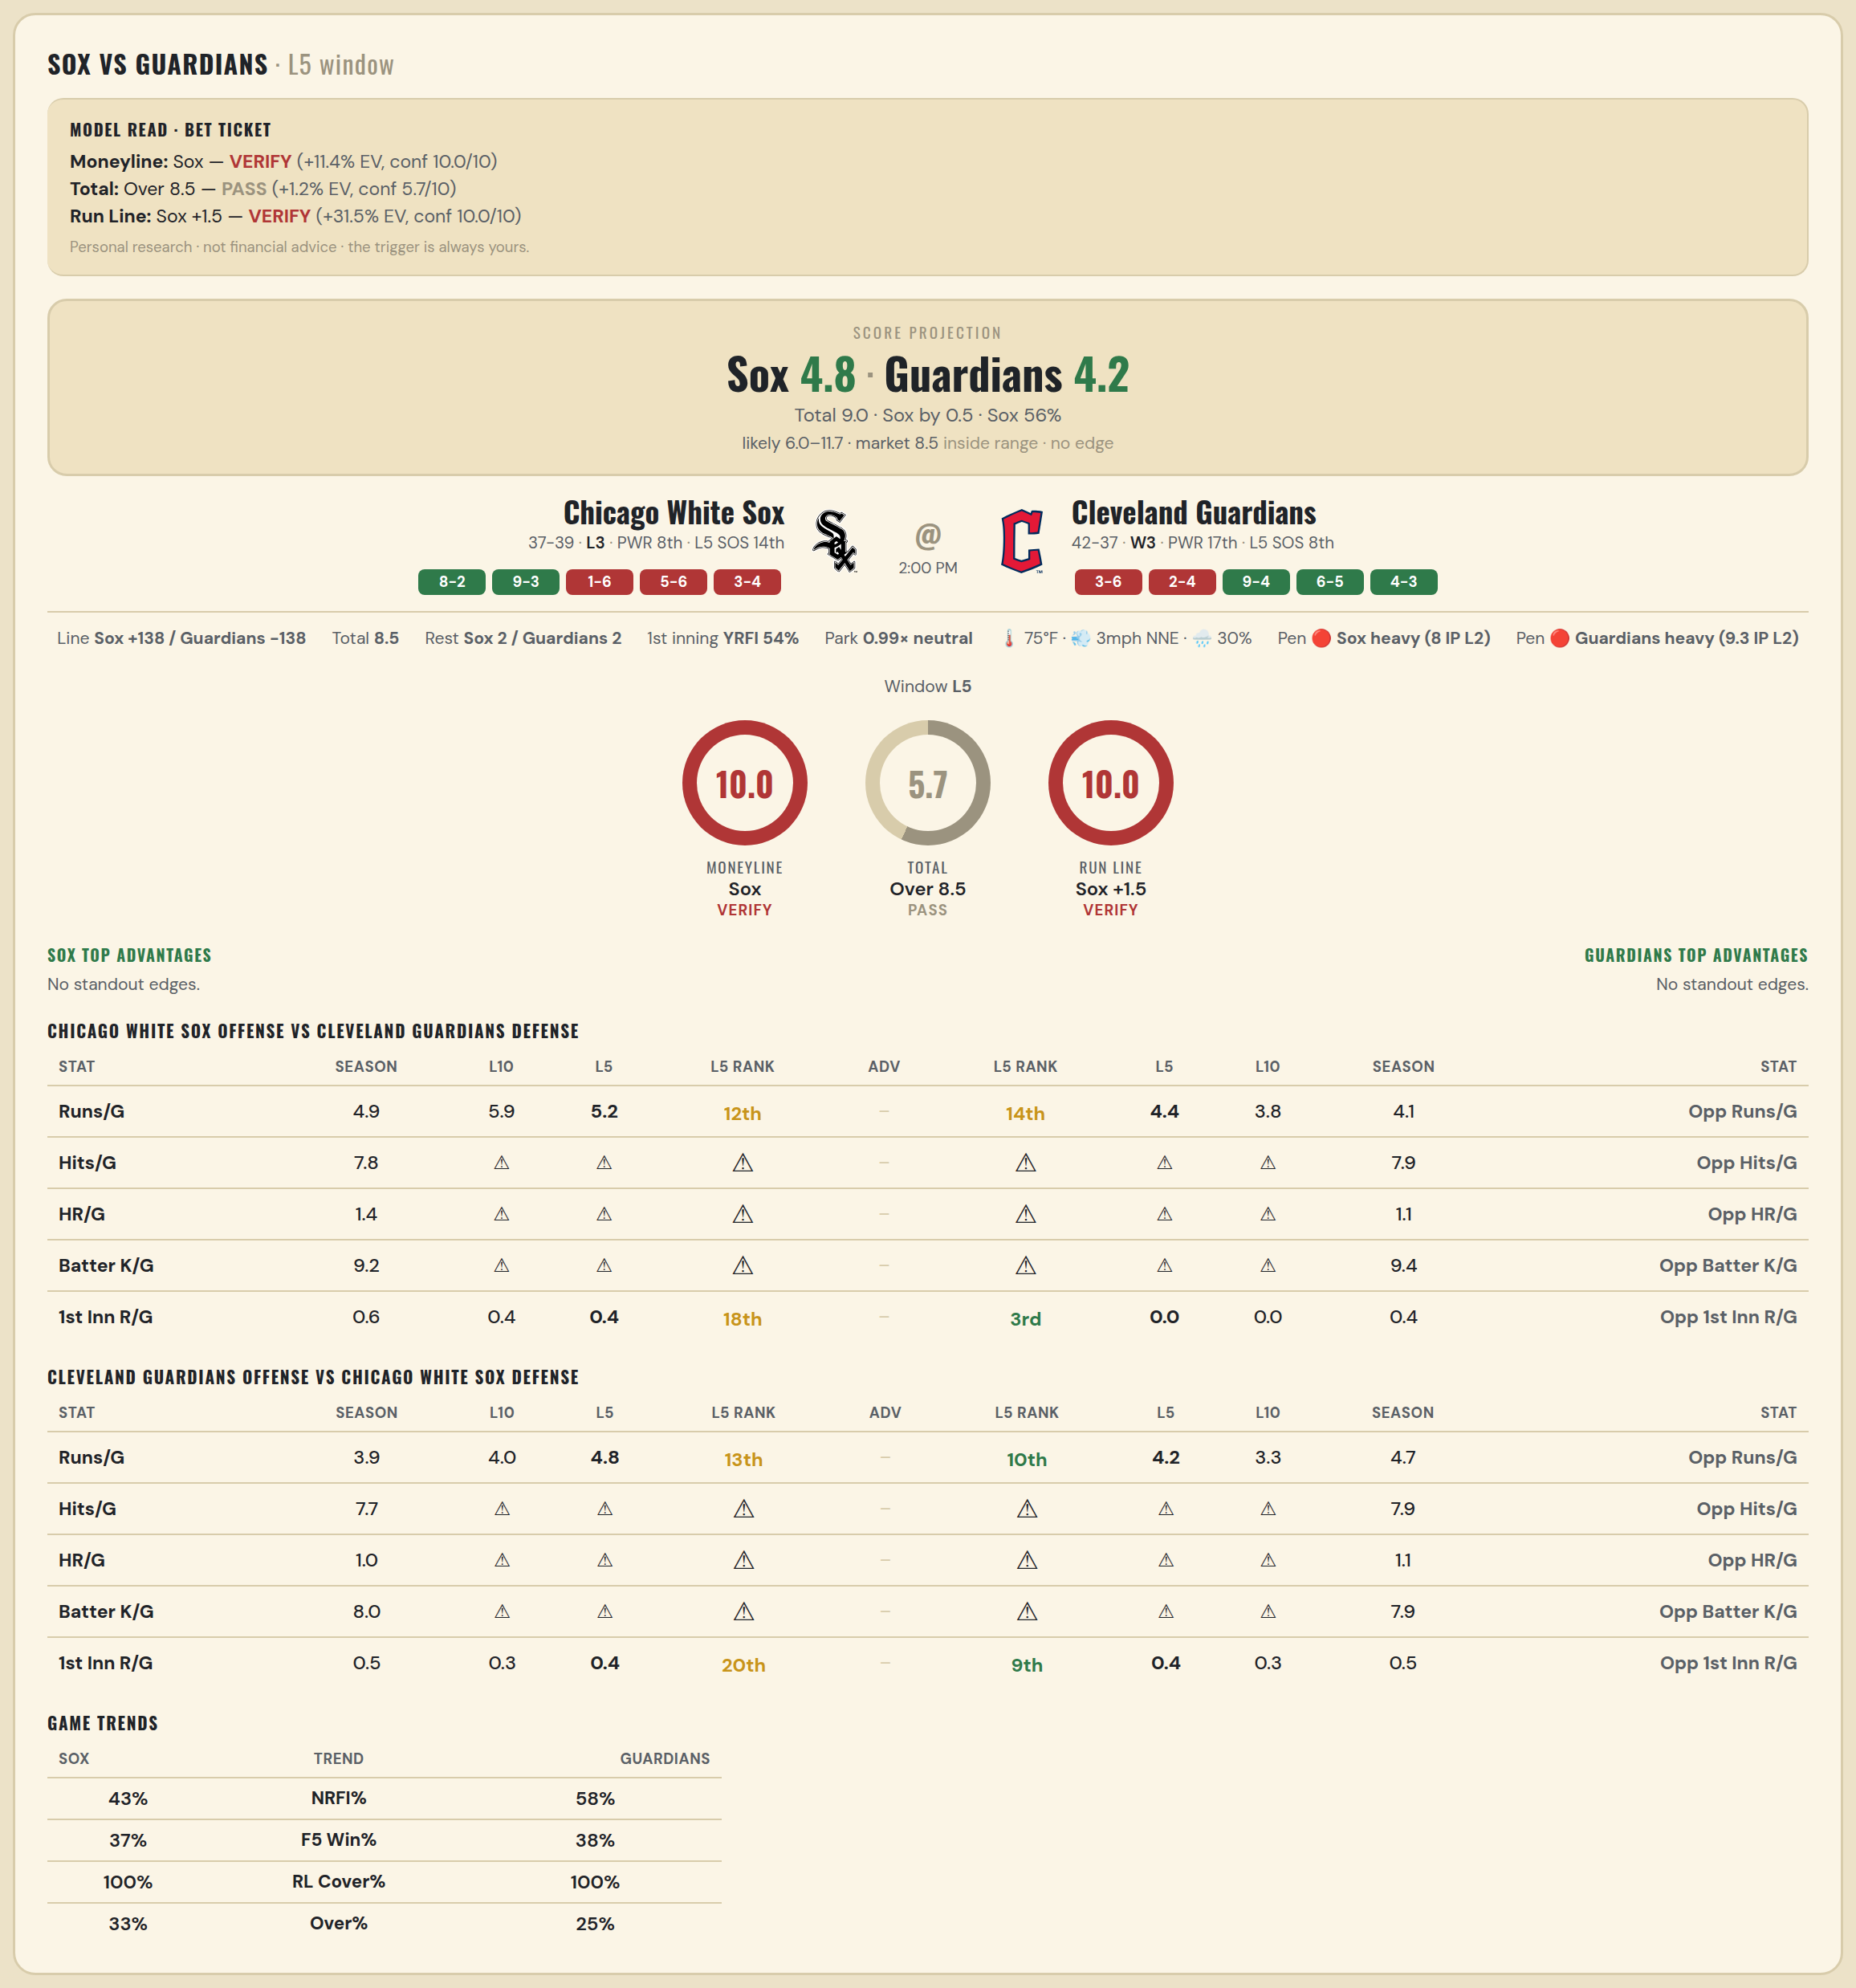 SOX VS GUARDIANS · L5 window
MODEL READ · BET TICKET
Moneyline: Sox — VERIFY (+11.4% EV, conf 10.0/10)
Total: Over 8.5 — PASS (+1.2% EV, conf 5.7/10)
Run Line: Sox +1.5 — VERIFY (+31.5% EV, conf 10.0/10)
Personal research · not financial advice · the trigger is always yours.
SCORE PROJECTION
Sox 4.8 · Guardians 4.2
Total 9.0 · Sox by 0.5 · Sox 56%
likely 6.0–11.7 · market 8.5 inside range · no edge
Chicago White Sox
37-39 · L3 · PWR 8th · L5 SOS 14th
8-2 9-3 1-6 5-6 3-4
@
2:00 PM
Cleveland Guardians
42-37 · W3 · PWR 17th · L5 SOS 8th
3-6 2-4 9-4 6-5 4-3
Line Sox +138 / Guardians -138 Total 8.5 Rest Sox 2 / Guardians 2 1st inning YRFI 54% Park 0.99× neutral 🌡️ 75°F · 💨 3mph NNE · 🌧️ 30% Pen 🔴 Sox heavy (8 IP L2) Pen 🔴 Guardians heavy (9.3 IP L2)
Window L5
10.0 5.7 10.0
MONEYLINE TOTAL RUN LINE
Sox Over 8.5 Sox +1.5
VERIFY PASS VERIFY
SOX TOP ADVANTAGES GUARDIANS TOP ADVANTAGES
No standout edges. No standout edges.
CHICAGO WHITE SOX OFFENSE VS CLEVELAND GUARDIANS DEFENSE
STAT SEASON L10 L5 L5 RANK ADV L5 RANK L5 L10 SEASON STAT
Runs/G 4.9 5.9 5.2 12th — 14th 4.4 3.8 4.1 Opp Runs/G
Hits/G 7.8 ⚠ ⚠ ⚠ — ⚠ ⚠ ⚠ 7.9 Opp Hits/G
HR/G 1.4 ⚠ ⚠ ⚠ — ⚠ ⚠ ⚠ 1.1 Opp HR/G
Batter K/G 9.2 ⚠ ⚠ ⚠ — ⚠ ⚠ ⚠ 9.4 Opp Batter K/G
1st Inn R/G 0.6 0.4 0.4 18th — 3rd 0.0 0.0 0.4 Opp 1st Inn R/G
CLEVELAND GUARDIANS OFFENSE VS CHICAGO WHITE SOX DEFENSE
STAT SEASON L10 L5 L5 RANK ADV L5 RANK L5 L10 SEASON STAT
Runs/G 3.9 4.0 4.8 13th — 10th 4.2 3.3 4.7 Opp Runs/G
Hits/G 7.7 ⚠ ⚠ ⚠ — ⚠ ⚠ ⚠ 7.9 Opp Hits/G
HR/G 1.0 ⚠ ⚠ ⚠ — ⚠ ⚠ ⚠ 1.1 Opp HR/G
Batter K/G 8.0 ⚠ ⚠ ⚠ — ⚠ ⚠ ⚠ 7.9 Opp Batter K/G
1st Inn R/G 0.5 0.3 0.4 20th — 9th 0.4 0.3 0.5 Opp 1st Inn R/G
GAME TRENDS
SOX TREND GUARDIANS
43% NRFI% 58%
37% F5 Win% 38%
100% RL Cover% 100%
33% Over% 25%